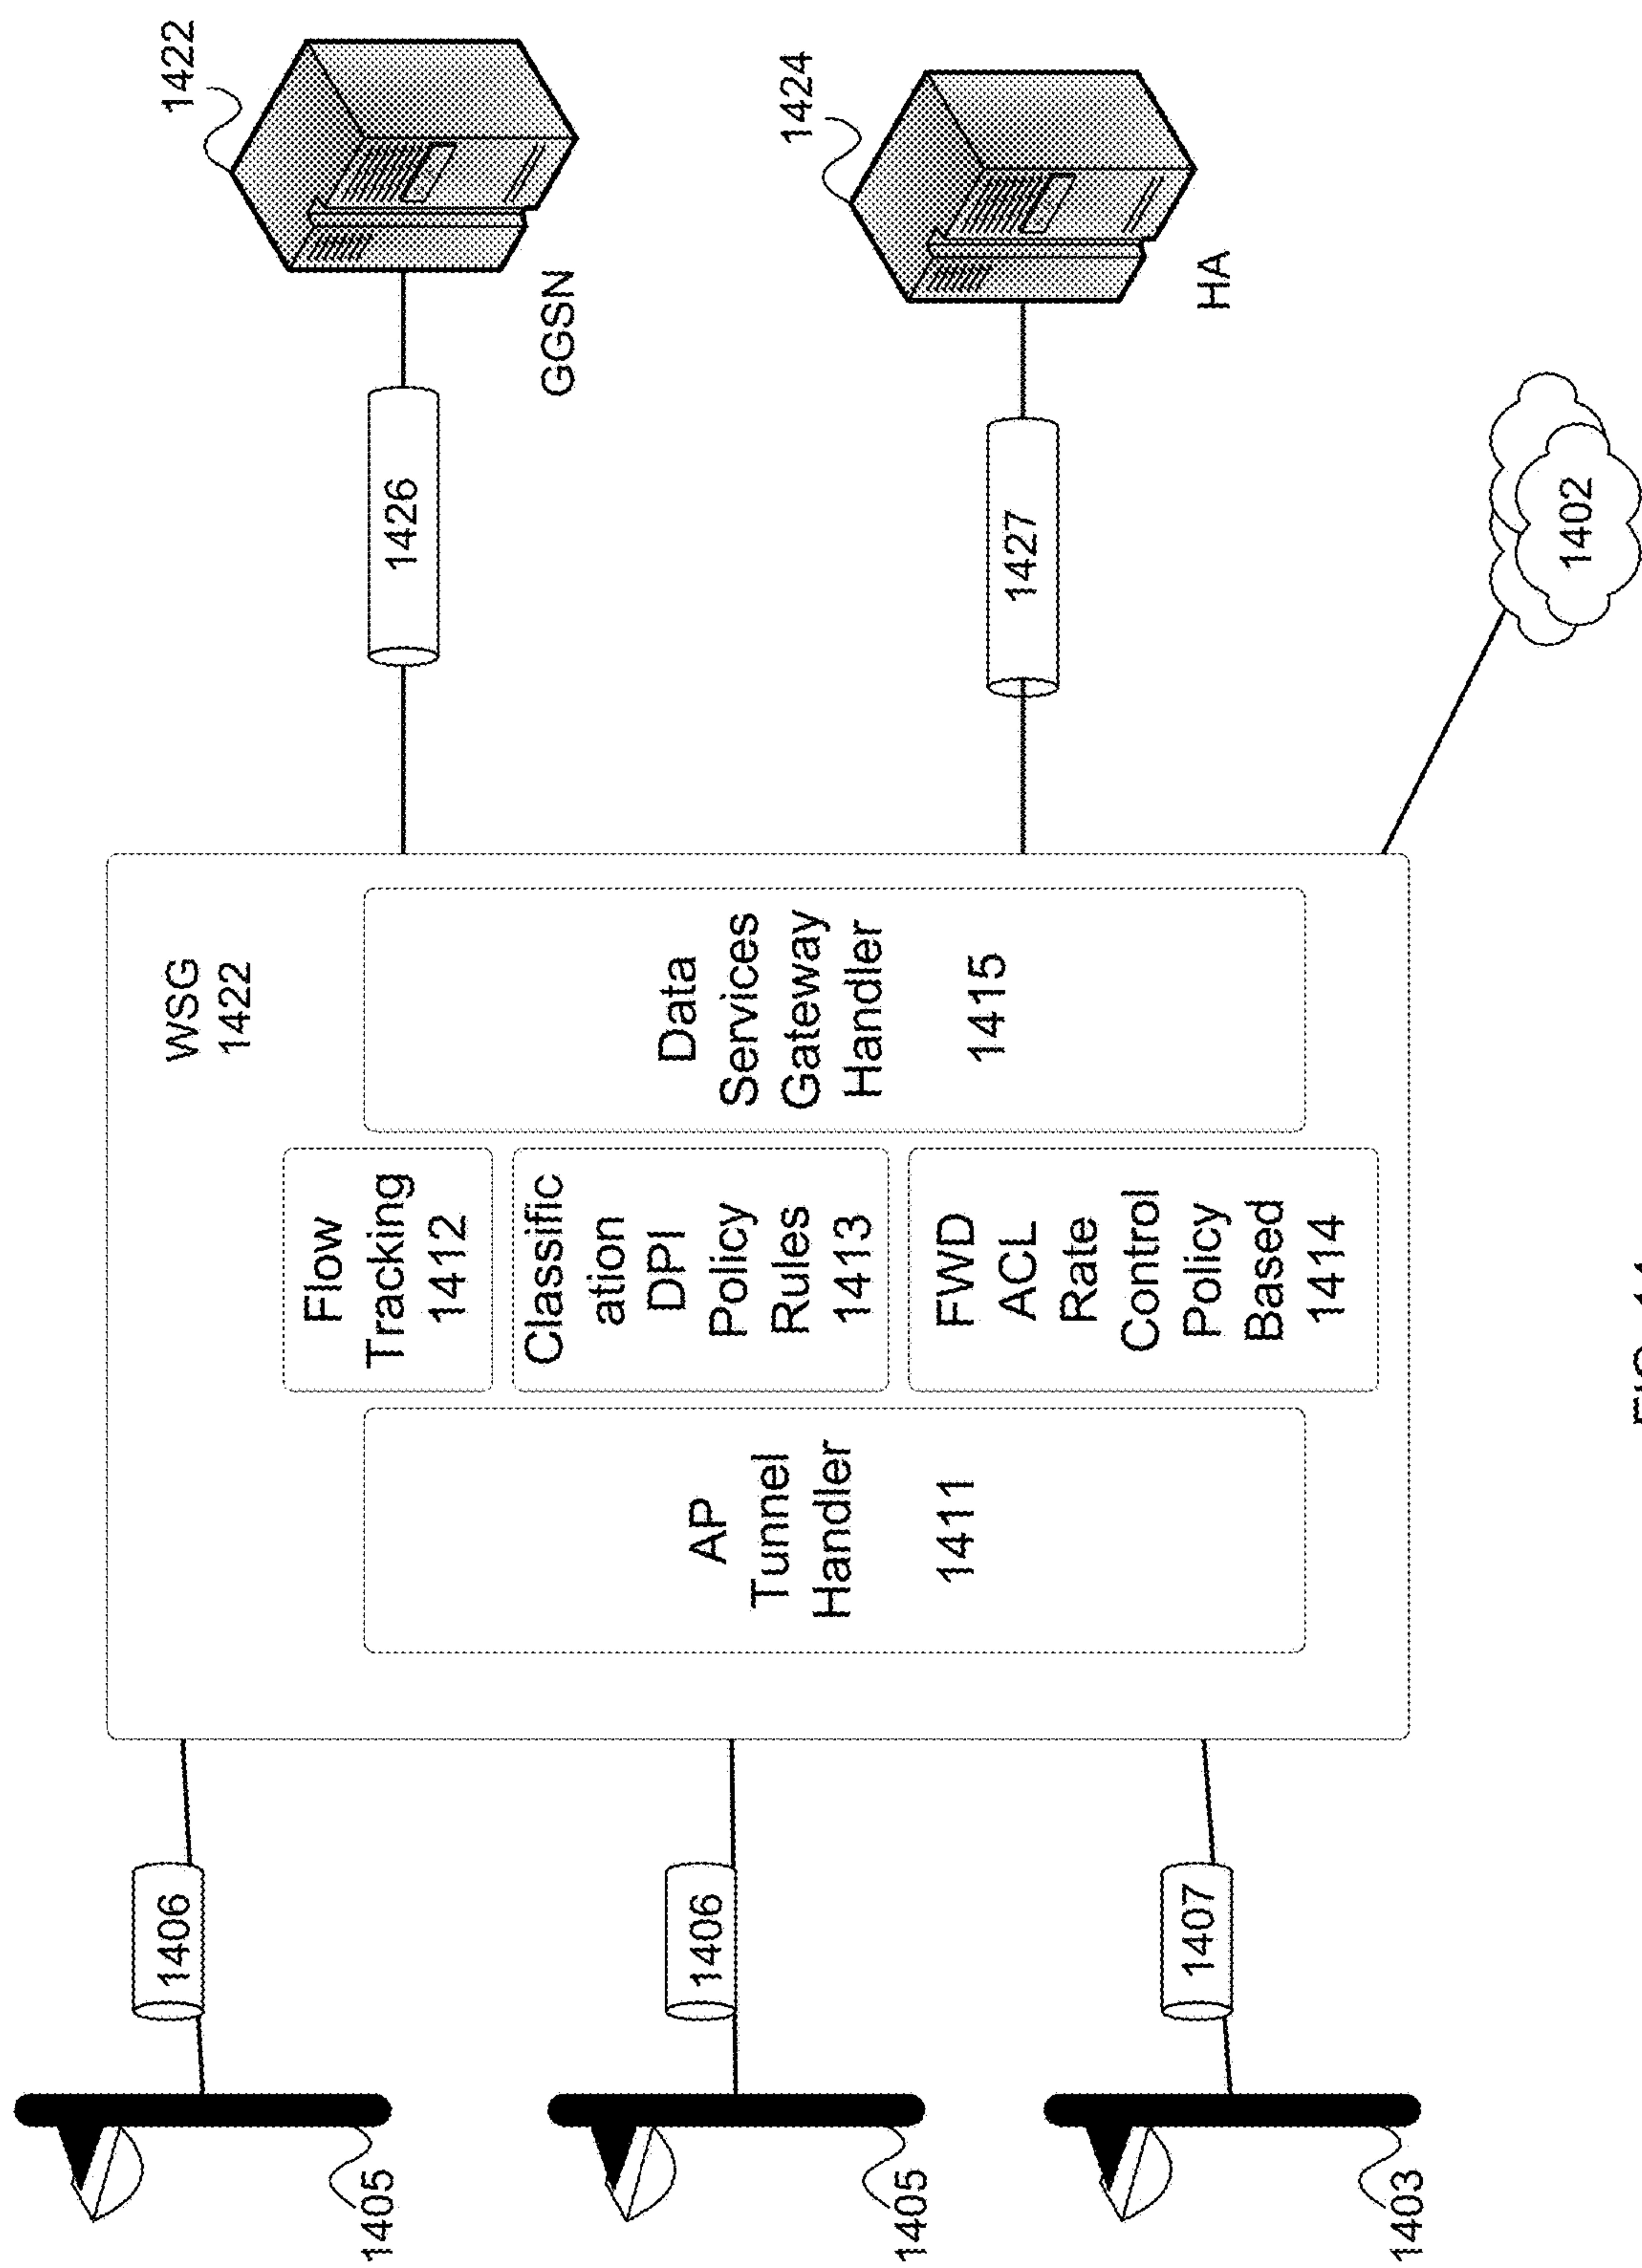 1405
1405
1403
1406
1406
1407
WSG
1422
AP
Tunnel
Handler
1411
Flow
Tracking
1412
Classific
ation
DPI
Policy
Rules
1413
FWD
ACL
Rate
Control
Policy
Based
1414
Data
Services
Gateway
Handler
1415
1426
1427
1402
1422
GGSN
1424
HA